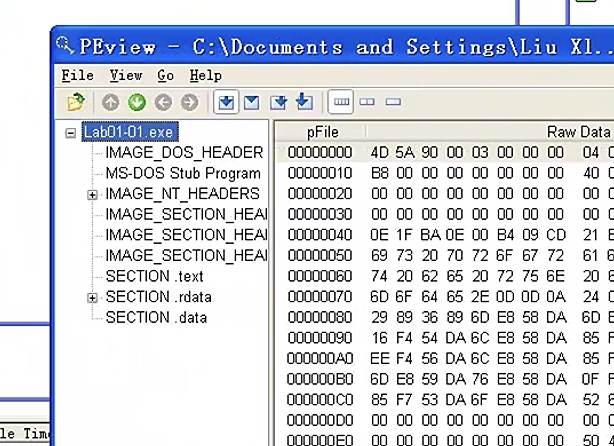 PEview - C:\Documents and Settings\Liu Xl...
File View Go Help
Lab01-01.exe
IMAGE_DOS_HEADER
MS-DOS Stub Program
IMAGE_NT_HEADERS
IMAGE_SECTION_HEA
IMAGE_SECTION_HEA
IMAGE_SECTION_HEA
SECTION .text
SECTION .rdata
SECTION .data
pFile Raw Data
00000000 4D 5A 90 00 03 00 00 00 04 0
00000010 B8 00 00 00 00 00 00 00 40 0
00000020 00 00 00 00 00 00 00 00 00 0
00000030 00 00 00 00 00 00 00 00 00 0
00000040 0E 1F BA 0E 00 B4 09 CD 21 B
00000050 69 73 20 70 72 6F 67 72 61 6
00000060 74 20 62 65 20 72 75 6E 20 6
00000070 6D 6F 64 65 2E 0D 0D 0A 24 0
00000080 29 89 36 89 6D E8 58 DA 6D E
00000090 16 F4 54 DA 6C E8 58 DA 85 F
000000A0 EE F4 56 DA 6C E8 58 DA 85 F
000000B0 6D E8 59 DA 76 E8 58 DA 0F F
000000C0 85 F7 53 DA 6F E8 58 DA 52 6
000000D0 00 00 00 00 00 00 00 00 00 0
000000E0 00 00 00 00 00 00 00 00 50 4
le Time